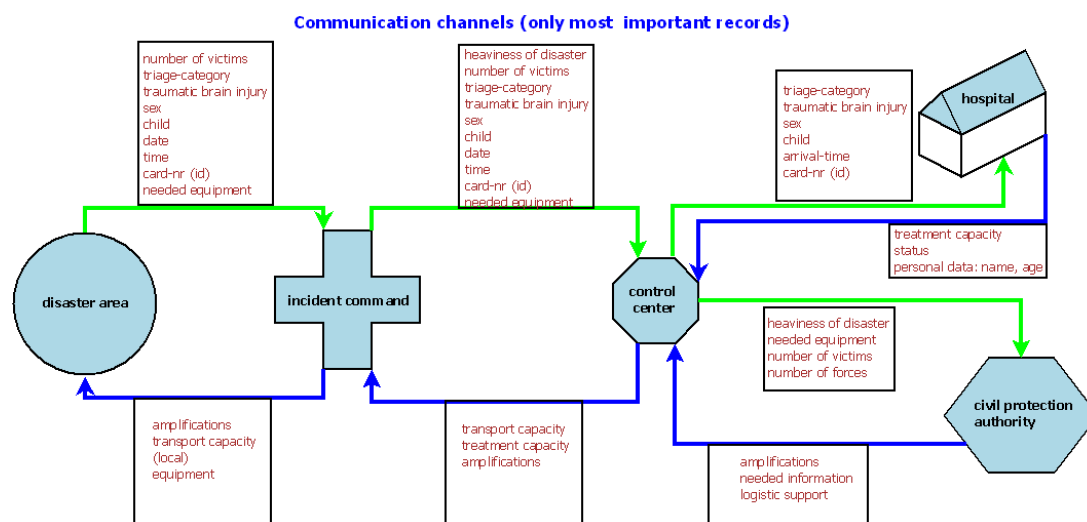 Communication channels (only most important records)
number of victims
triage-category
traumatic brain injury
sex
child
date
time
card-nr (id)
needed equipment
heaviness of disaster
number of victims
triage-category
traumatic brain injury
sex
child
date
time
card-nr (id)
needed equipment
triage-category
traumatic brain injury
sex
child
arrival-time
card-nr (id)
hospital
treatment capacity
status
personal data: name, age
disaster area
incident command
control
center
heaviness of disaster
needed equipment
number of victims
number of forces
civil protection
authority
amplifications
transport capacity
(local)
equipment
transport capacity
treatment capacity
amplifications
amplifications
needed information
logistic support